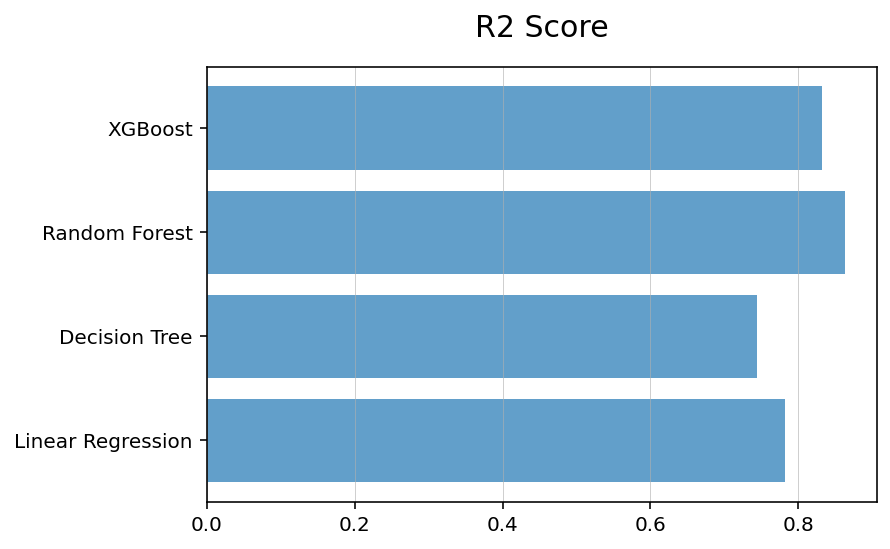 R2 Score
XGBoost
Random Forest
Decision Tree
Linear Regression
0.0 0.2 0.4 0.6 0.8